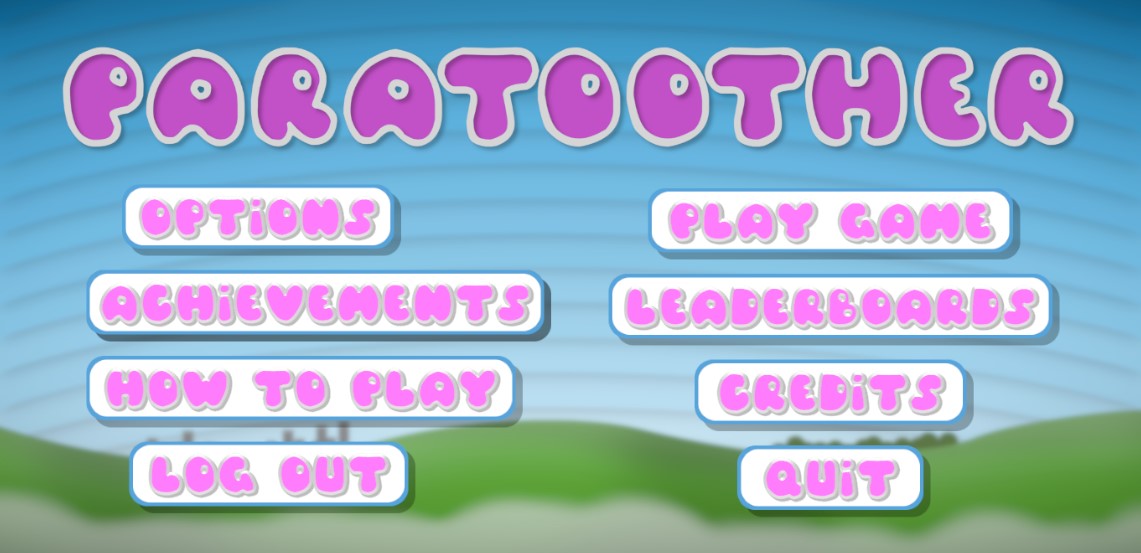 PARATOOTHER
OPTiONS
PLAY GAME
ACHiEVEMENTS
LEADERBOARDS
HOW TO PLAY
CREDiTS
LOG OUT
QUiT